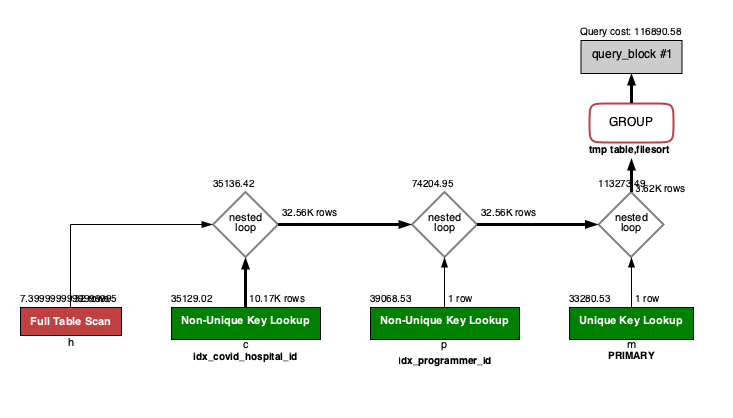 Query cost: 116890.58
query_block #1
GROUP
tmp table,filesort
35136.42
74204.95
113273.49
3.62K rows
nested
loop
32.56K rows
nested
loop
32.56K rows
nested
loop
35129.02
10.17K rows
39068.53
1 row
33280.53
1 row
Full Table Scan
Non-Unique Key Lookup
Non-Unique Key Lookup
Unique Key Lookup
h
c
p
m
idx_covid_hospital_id
idx_programmer_id
PRIMARY